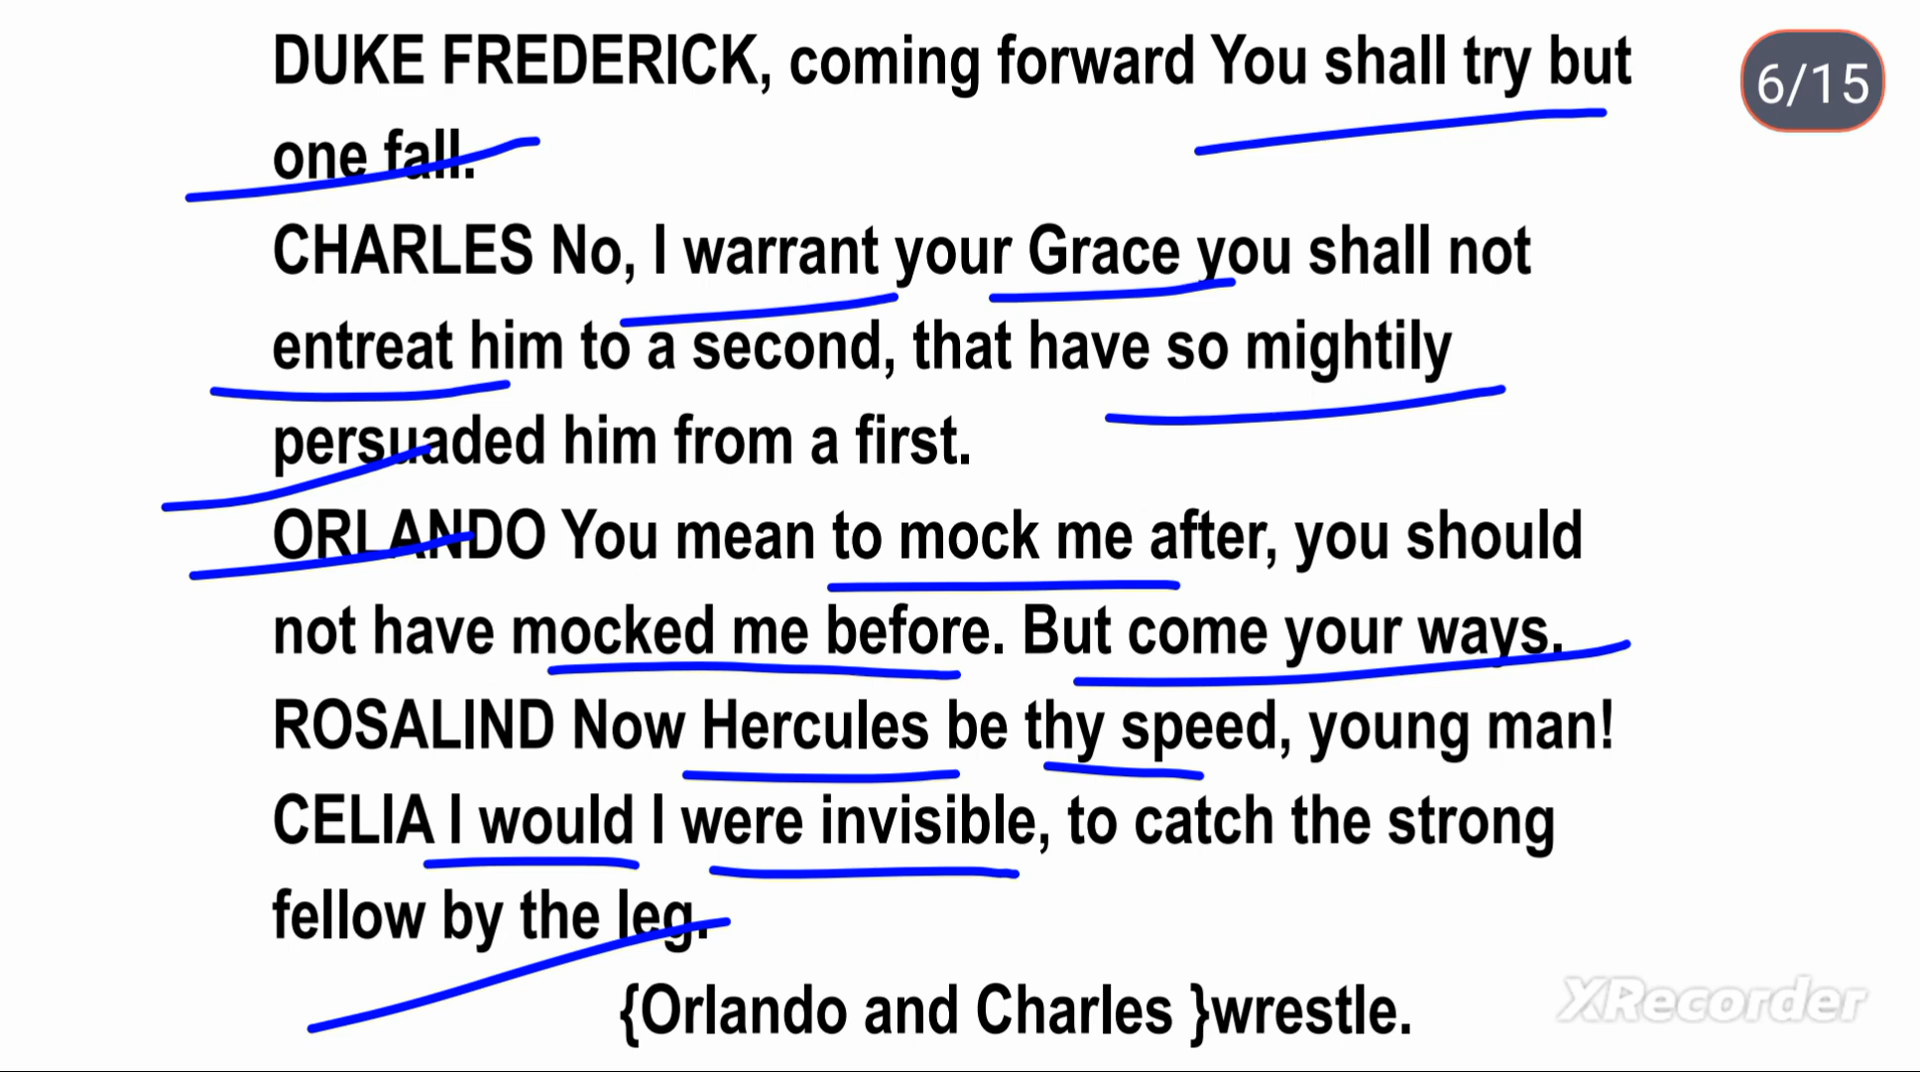 DUKE FREDERICK, coming forward You shall try but
6/15
one fall.
CHARLES No, I warrant your Grace you shall not
entreat him to a second, that have so mightily
persuaded him from a first.
ORLANDO You mean to mock me after, you should
not have mocked me before. But come your ways.
ROSALIND Now Hercules be thy speed, young man!
CELIA I would I were invisible, to catch the strong
fellow by the leg.
{Orlando and Charles }wrestle.
XRecorder